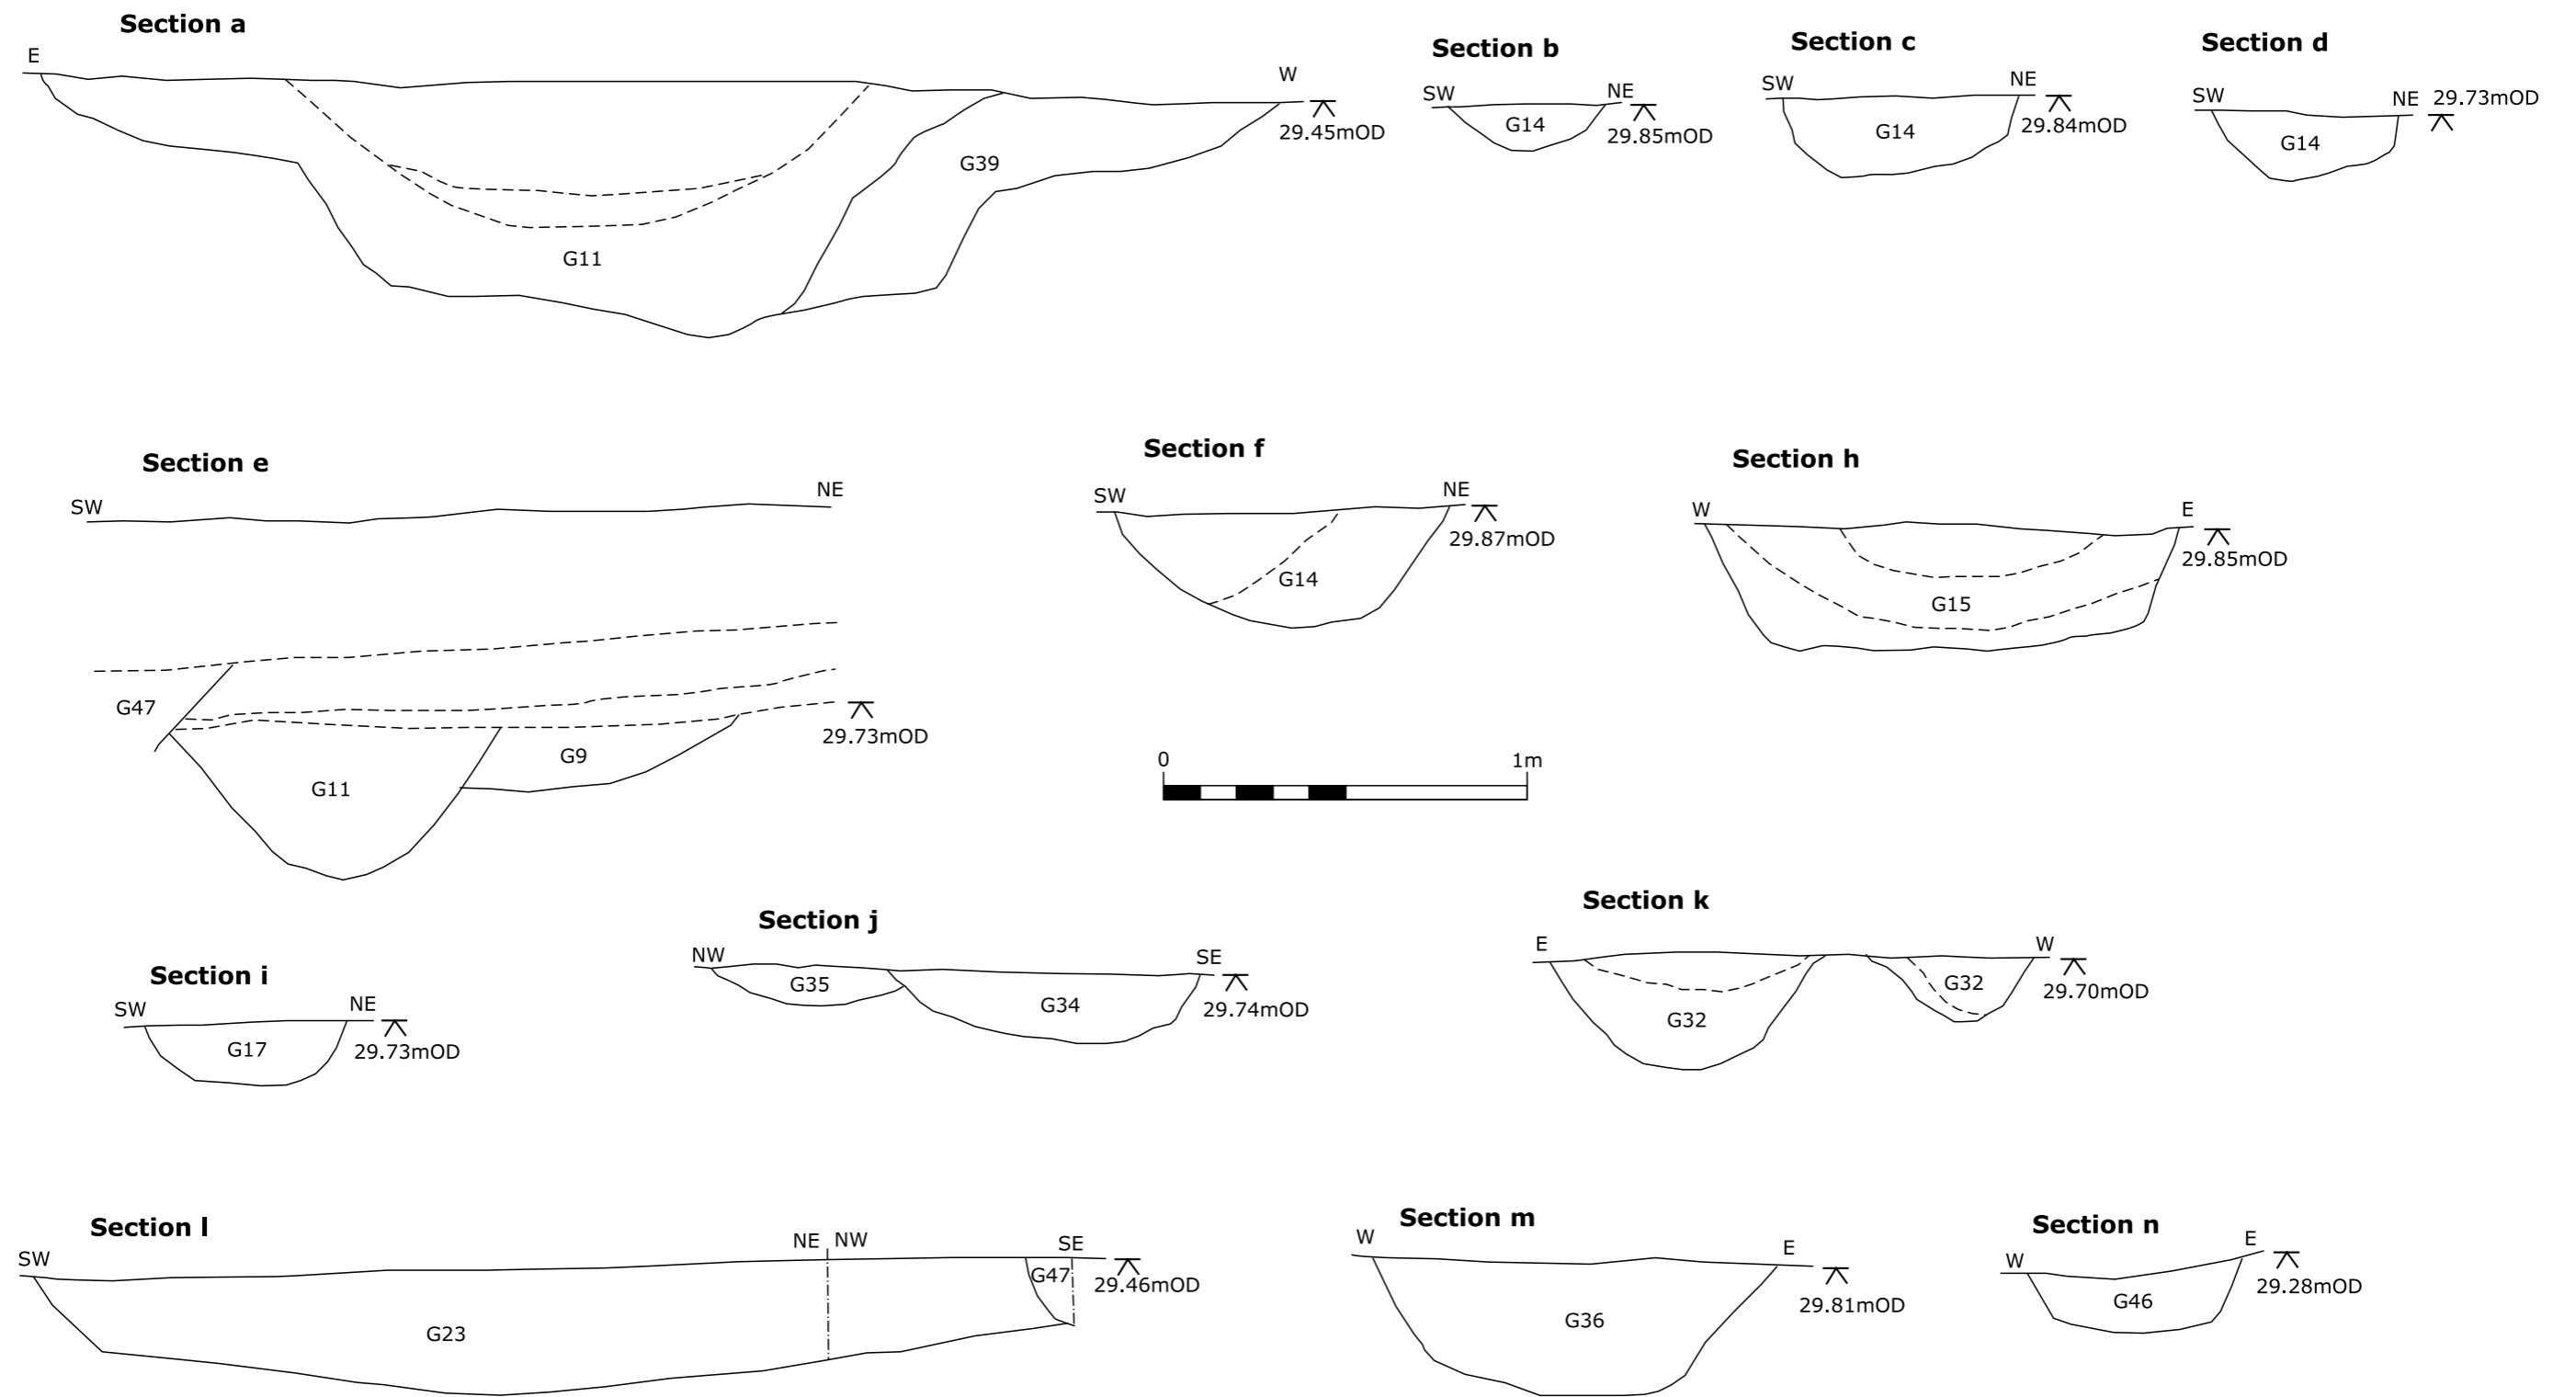 Section a
E
W
29.45mOD
G39
G11
Section b
SW
NE
G14
29.85mOD
Section c
SW
NE
G14
29.84mOD
Section d
SW
NE
29.73mOD
G14
Section e
SW
NE
G47
29.73mOD
G9
G11
Section f
SW
NE
29.87mOD
G14
Section h
W
E
29.85mOD
G15
0
1m
Section i
SW
NE
G17
29.73mOD
Section j
NW
SE
G35
G34
29.74mOD
Section k
E
W
G32
G32
29.70mOD
Section l
SW
NE
NW
SE
G47
29.46mOD
G23
Section m
W
E
29.81mOD
G36
Section n
W
E
29.28mOD
G46